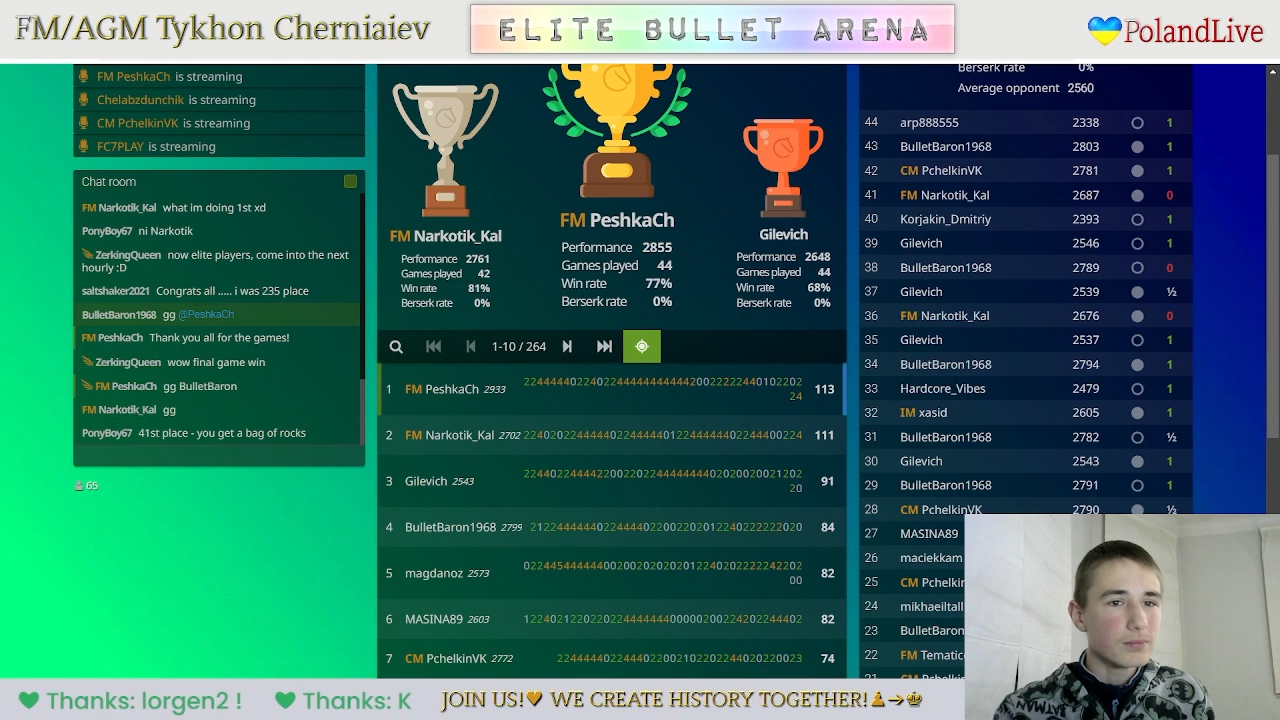 FM/AGM Tykhon Cherniaiev
ELITE BULLET ARENA
PolandLive
FM PeshkaCh is streaming
Chelabzdunchik is streaming
CM PchelkinVK is streaming
FC7PLAY is streaming
Chat room
FM Narkotik_Kal what im doing 1st xd
PonyBoy67 ni Narkotik
ZerkingQueen now elite players, come into the next
hourly :D
saltshaker2021 Congrats all ..... i was 235 place
BulletBaron1968 gg @PeshkaCh
FM PeshkaCh Thank you all for the games!
ZerkingQueen wow final game win
FM PeshkaCh gg BulletBaron
FM Narkotik_Kal gg
PonyBoy67 41st place - you get a bag of rocks
65
FM Narkotik_Kal
Performance 2761
Games played 42
Win rate 81%
Berserk rate 0%
FM PeshkaCh
Performance 2855
Games played 44
Win rate 77%
Berserk rate 0%
Gilevich
Performance 2648
Games played 44
Win rate 68%
Berserk rate 0%
1-10 / 264
1 FM PeshkaCh 2933 113
24
2 FM Narkotik_Kal 2702 111
3 Gilevich 2543 91
20
4 BulletBaron1968 2799 84
5 magdanoz 2573 82
00
6 MASINA89 2603 82
7 CM PchelkinVK 2772 74
Berserk rate 0%
Average opponent 2560
44 arp888555 2338 1
43 BulletBaron1968 2803 1
42 CM PchelkinVK 2781 1
41 FM Narkotik_Kal 2687 0
40 Korjakin_Dmitriy 2393 1
39 Gilevich 2546 1
38 BulletBaron1968 2789 0
37 Gilevich 2539 ½
36 FM Narkotik_Kal 2676 0
35 Gilevich 2537 1
34 BulletBaron1968 2794 1
33 Hardcore_Vibes 2479 1
32 IM xasid 2605 1
31 BulletBaron1968 2782 ½
30 Gilevich 2543 1
29 BulletBaron1968 2791 1
28 CM PchelkinVK 2790 ½
27 MASINA89
26 maciekkam
25 CM Pchelkin
24 mikhaeiltall
23 BulletBaron
22 FM Tematic
21 CM Pchelkin
BATMAN
Thanks: lorgen2 !
Thanks: K
JOIN US!🧡 WE CREATE HISTORY TOGETHER!♟→♚